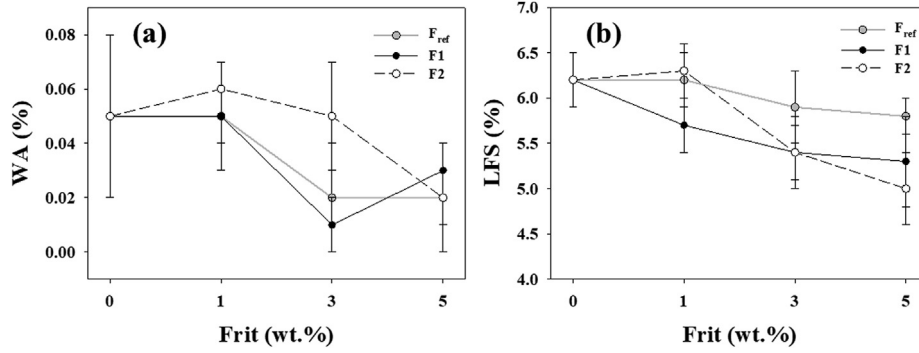 (a)
F_ref
F1
F2
WA (%)
0.08
0.06
0.04
0.02
0.00
0 1 3 5
Frit (wt.%)
(b)
F_ref
F1
F2
LFS (%)
7.0
6.5
6.0
5.5
5.0
4.5
4.0
0 1 3 5
Frit (wt.%)